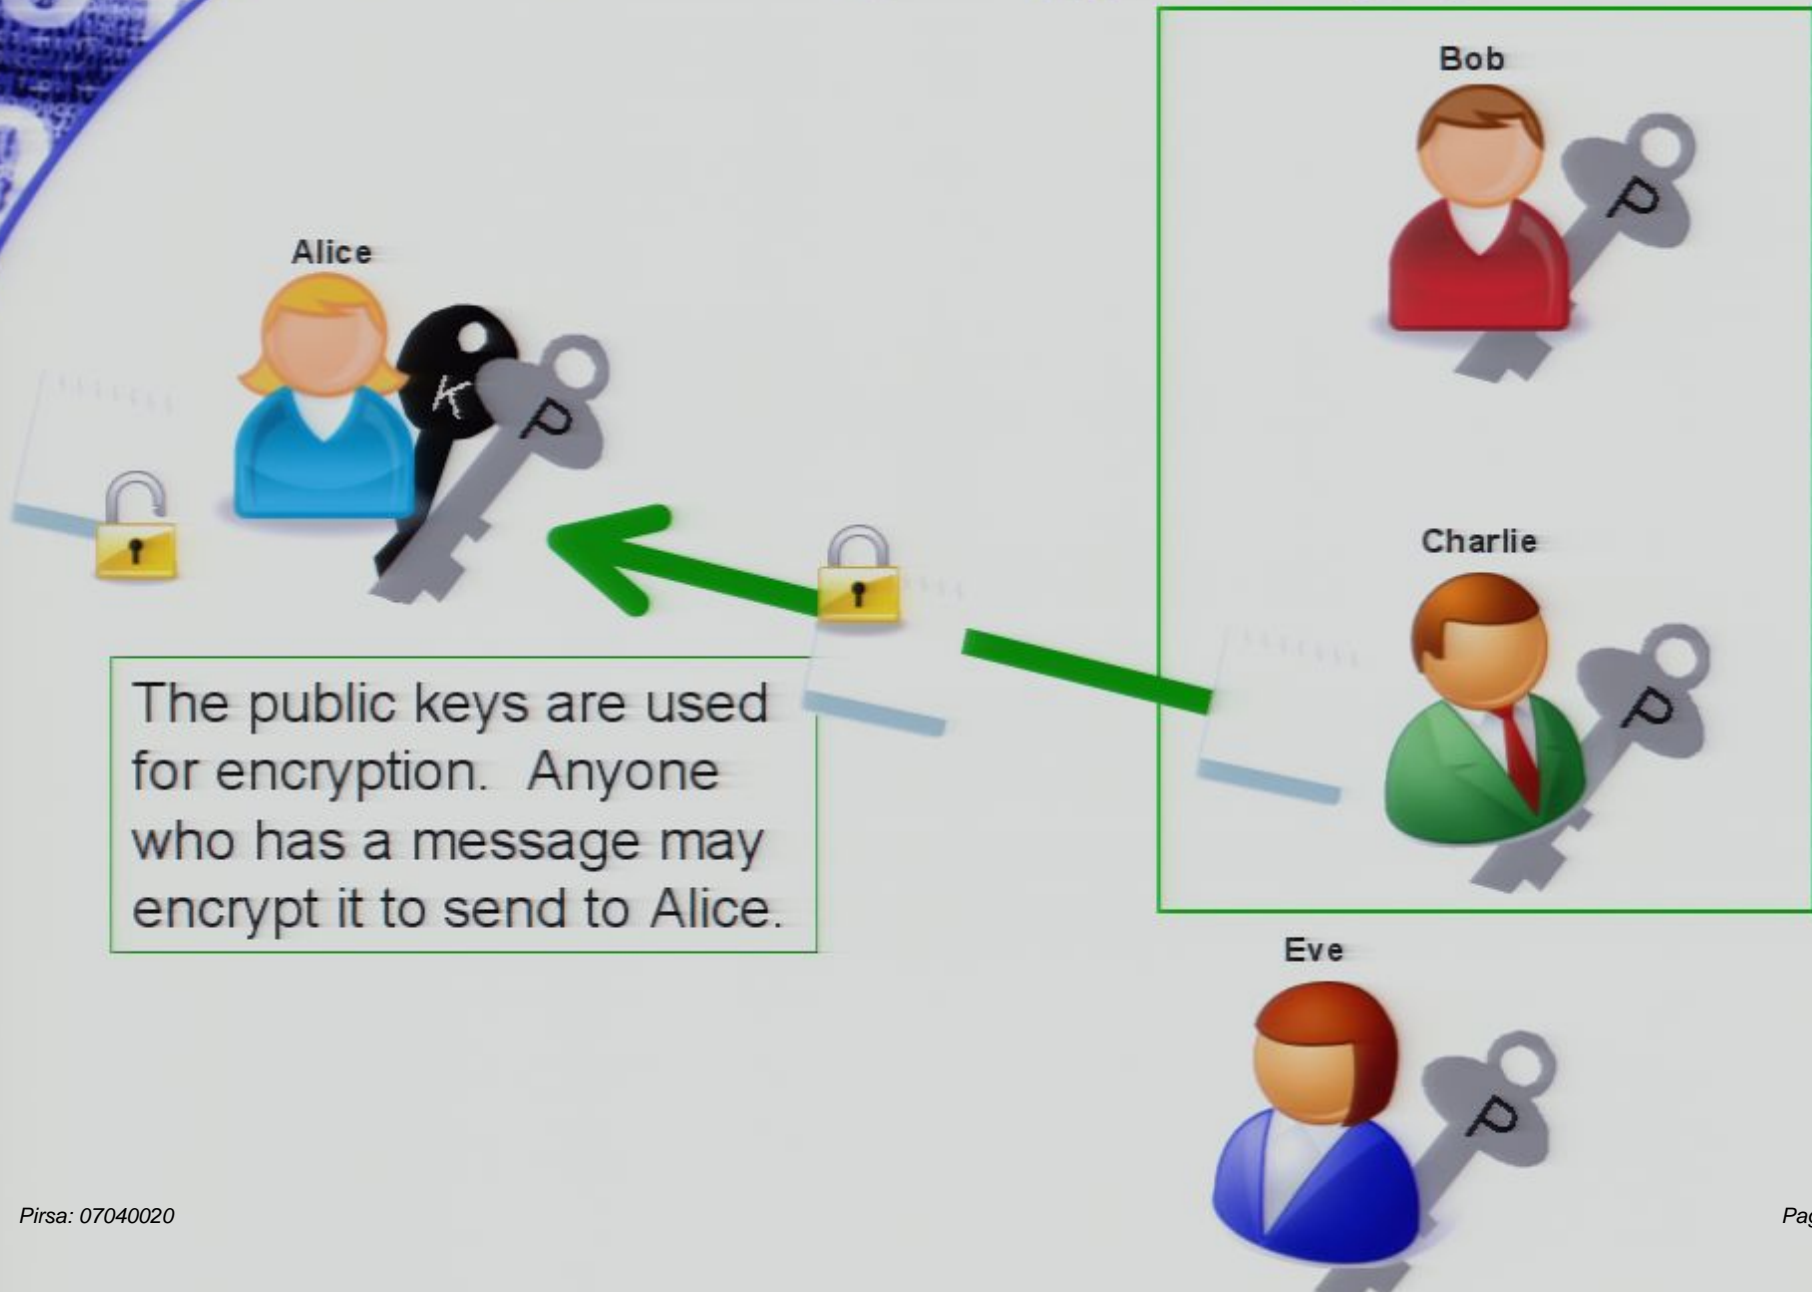 Bob
P
Alice
K
P
Charlie
P
The public keys are used
for encryption. Anyone
who has a message may
encrypt it to send to Alice.
Eve
P
Pirsa: 07040020